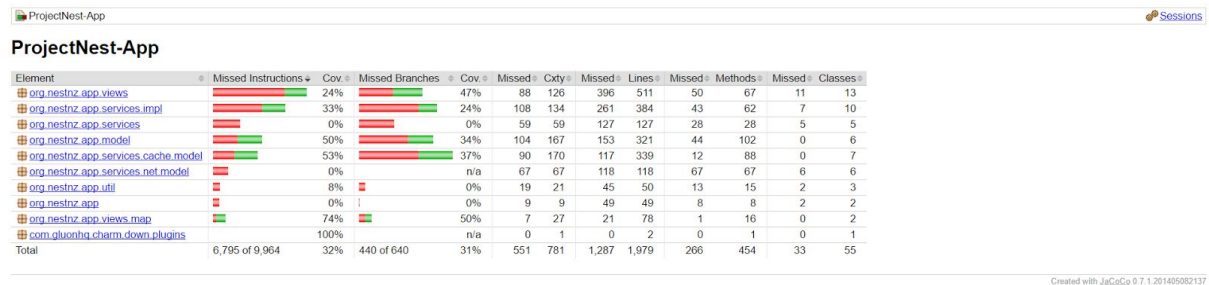 ProjectNest-App Sessions
ProjectNest-App
Element Missed Instructions Cov. Missed Branches Cov. Missed Cxty Missed Lines Missed Methods Missed Classes
org.nestnz.app.views 24% 47% 88 126 396 511 50 67 11 13
org.nestnz.app.services.impl 33% 24% 108 134 261 384 43 62 7 10
org.nestnz.app.services 0% 0% 59 59 127 127 28 28 5 5
org.nestnz.app.model 50% 34% 104 167 153 321 44 102 0 6
org.nestnz.app.services.cache.model 53% 37% 90 170 117 339 12 88 0 7
org.nestnz.app.services.net.model 0% n/a 67 67 118 118 67 67 6 6
org.nestnz.app.util 8% 0% 19 21 45 50 13 15 2 3
org.nestnz.app 0% 0% 9 9 49 49 8 8 2 2
org.nestnz.app.views.map 74% 50% 7 27 21 78 1 16 0 2
com.gluonhq.charm.down.plugins 100% n/a 0 1 0 2 0 1 0 1
Total 6,795 of 9,964 32% 440 of 640 31% 551 781 1,287 1,979 266 454 33 55
Created with JaCoCo 0.7.1.201405082137